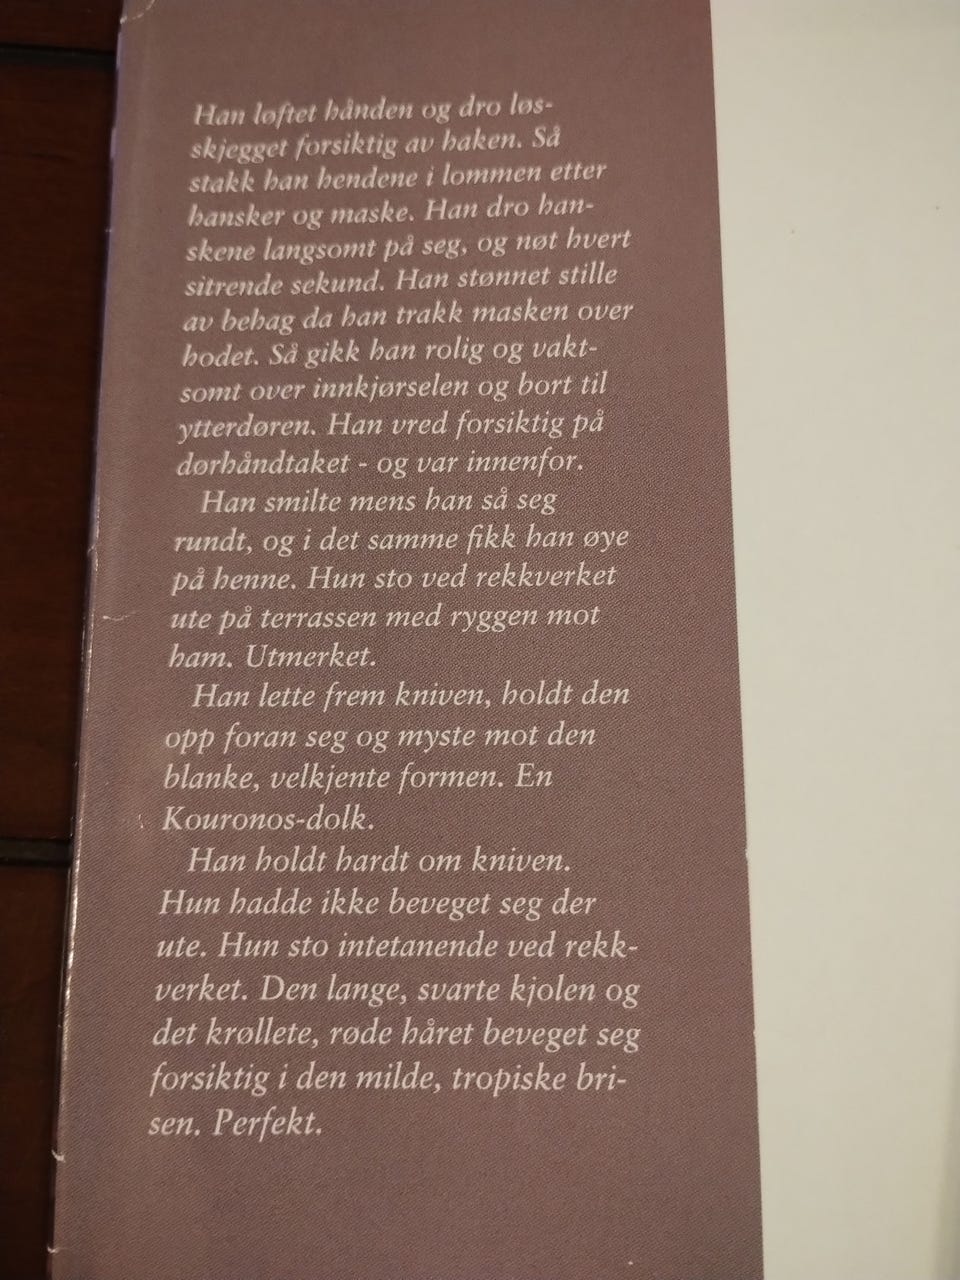 Han løftet hånden og dro løs-
skjegget forsiktig av haken. Så
stakk han hendene i lommen etter
hansker og maske. Han dro han-
skene langsomt på seg, og nøt hvert
sitrende sekund. Han stønnet stille
av behag da han trakk masken over
hodet. Så gikk han rolig og vakt-
somt over innkjørselen og bort til
ytterdøren. Han vred forsiktig på
dørhåndtaket - og var innenfor.
Han smilte mens han så seg
rundt, og i det samme fikk han øye
på henne. Hun sto ved rekkverket
ute på terrassen med ryggen mot
ham. Utmerket.
Han lette frem kniven, holdt den
opp foran seg og myste mot den
blanke, velkjente formen. En
Kouronos-dolk.
Han holdt hardt om kniven.
Hun hadde ikke beveget seg der
ute. Hun sto intetanende ved rekk-
verket. Den lange, svarte kjolen og
det krøllete, røde håret beveget seg
forsiktig i den milde, tropiske bri-
sen. Perfekt.